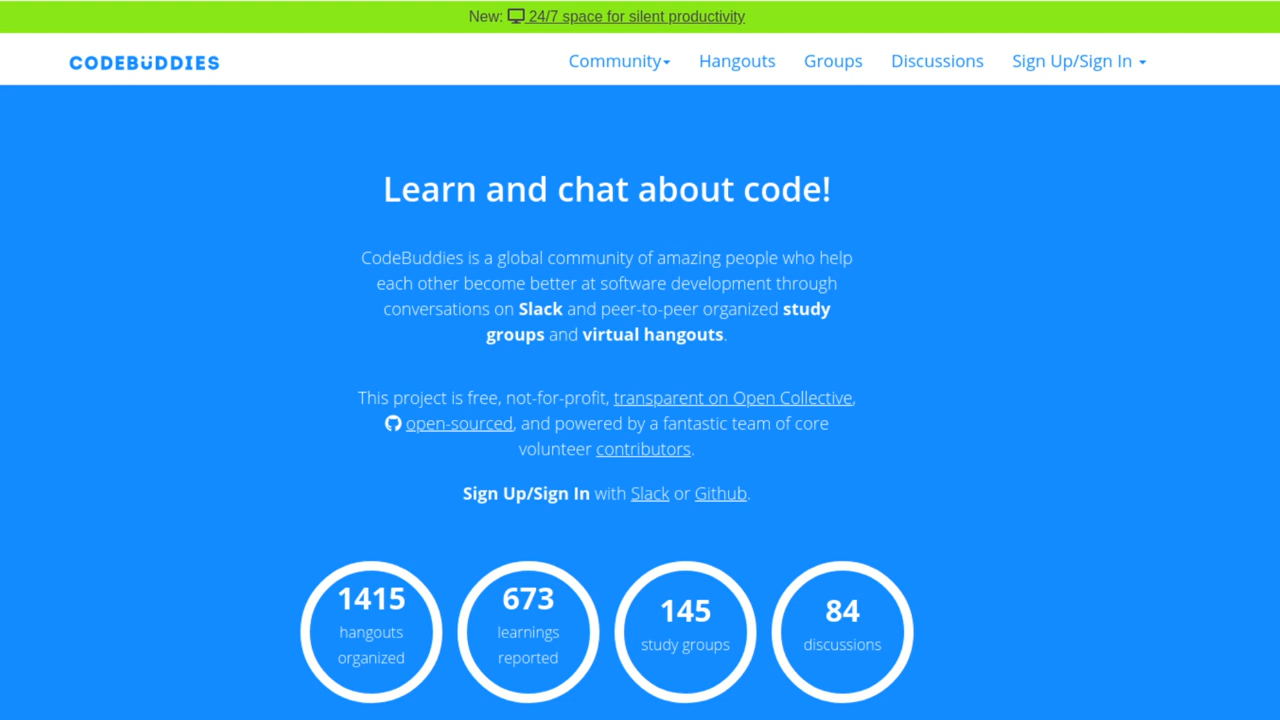 New: 24/7 space for silent productivity
CODEBÜDDIES
Community Hangouts Groups Discussions Sign Up/Sign In
Learn and chat about code!
CodeBuddies is a global community of amazing people who help
each other become better at software development through
conversations on Slack and peer-to-peer organized study
groups and virtual hangouts.
This project is free, not-for-profit, transparent on Open Collective,
open-sourced, and powered by a fantastic team of core
volunteer contributors.
Sign Up/Sign In with Slack or Github.
1415
hangouts
organized
673
learnings
reported
145
study groups
84
discussions